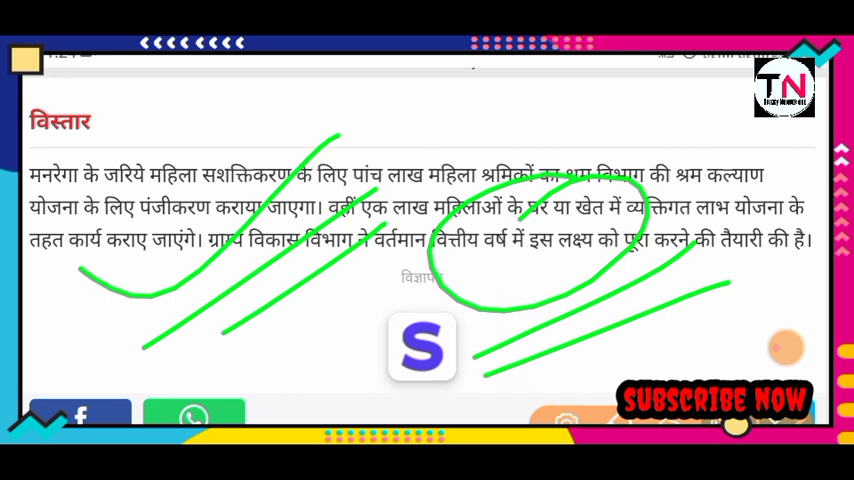 TN
विस्तार
मनरेगा के जरिये महिला सशक्तिकरण के लिए पांच लाख महिला श्रमिकों का श्रम विभाग की श्रम कल्याण
योजना के लिए पंजीकरण कराया जाएगा। वहीं एक लाख महिलाओं के घर या खेत में व्यक्तिगत लाभ योजना के
तहत कार्य कराए जाएंगे। ग्राम्य विकास विभाग ने वर्तमान वित्तीय वर्ष में इस लक्ष्य को पूरा करने की तैयारी की है।
विज्ञापन
S
SUBSCRIBE NOW